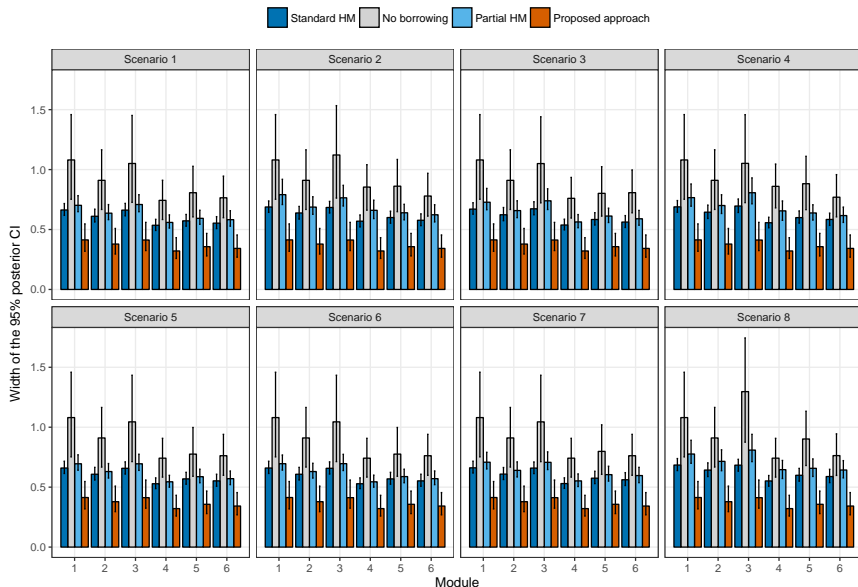 Standard HM No borrowing Partial HM Proposed approach
Scenario 1 Scenario 2 Scenario 3 Scenario 4
1.5
1.0
0.5
0.0
Scenario 5 Scenario 6 Scenario 7 Scenario 8
1.5
1.0
0.5
0.0
1 2 3 4 5 6 1 2 3 4 5 6 1 2 3 4 5 6 1 2 3 4 5 6
Module
Width of the 95% posterior CI